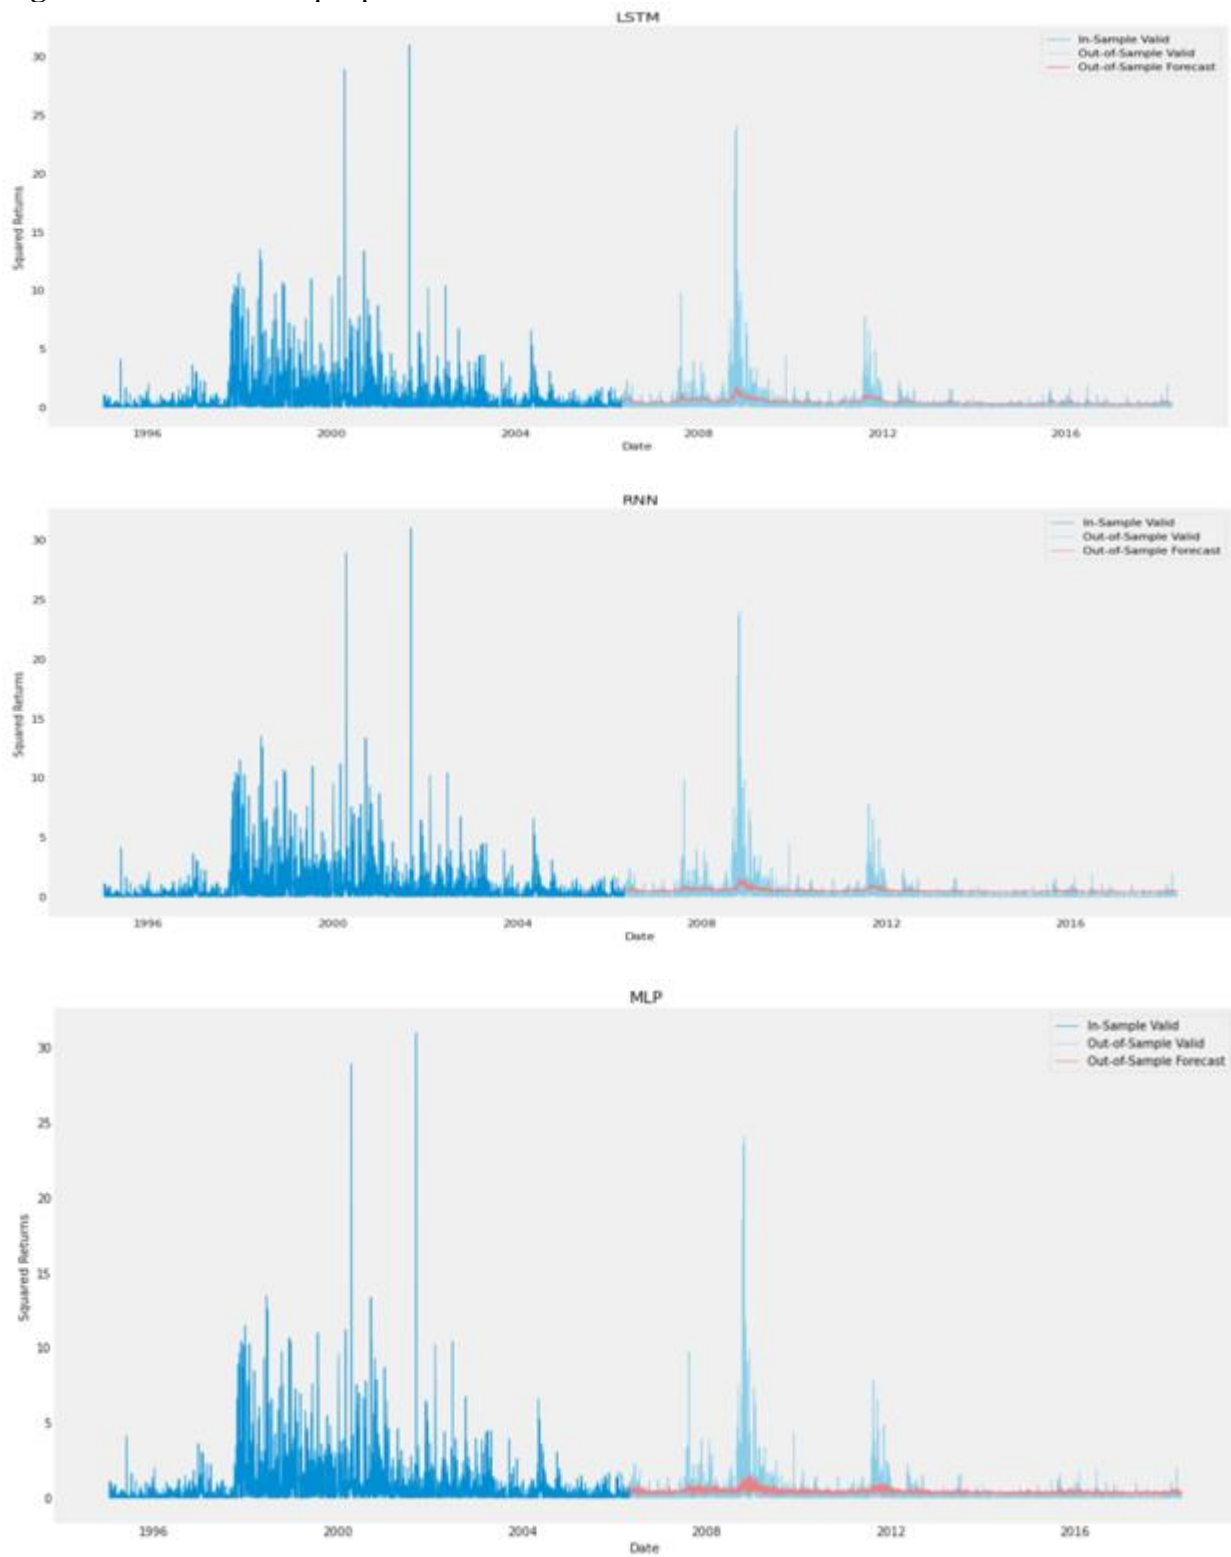 LSTM
In-Sample Valid
Out-of-Sample Valid
Out-of-Sample Forecast
30
25
20
15
10
5
0
Squared Returns
1996 2000 2004 2008 2012 2016
Date
RNN
In-Sample Valid
Out-of-Sample Valid
Out-of-Sample Forecast
30
25
20
15
10
5
0
Squared Returns
1996 2000 2004 2008 2012 2016
Date
MLP
In-Sample Valid
Out-of-Sample Valid
Out-of-Sample Forecast
30
25
20
15
10
5
0
Squared Returns
1996 2000 2004 2008 2012 2016
Date